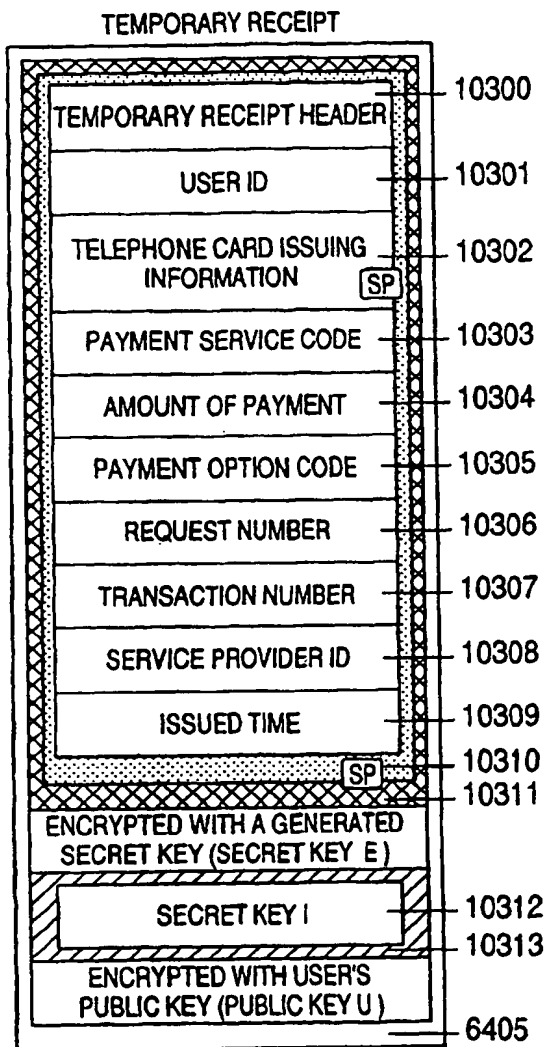 TEMPORARY RECEIPT
TEMPORARY RECEIPT HEADER
10300
USER ID
10301
TELEPHONE CARD ISSUING
INFORMATION
SP
10302
PAYMENT SERVICE CODE
10303
AMOUNT OF PAYMENT
10304
PAYMENT OPTION CODE
10305
REQUEST NUMBER
10306
TRANSACTION NUMBER
10307
SERVICE PROVIDER ID
10308
ISSUED TIME
10309
SP
10310
10311
ENCRYPTED WITH A GENERATED
SECRET KEY (SECRET KEY E)
SECRET KEY I
10312
10313
ENCRYPTED WITH USER'S
PUBLIC KEY (PUBLIC KEY U)
6405